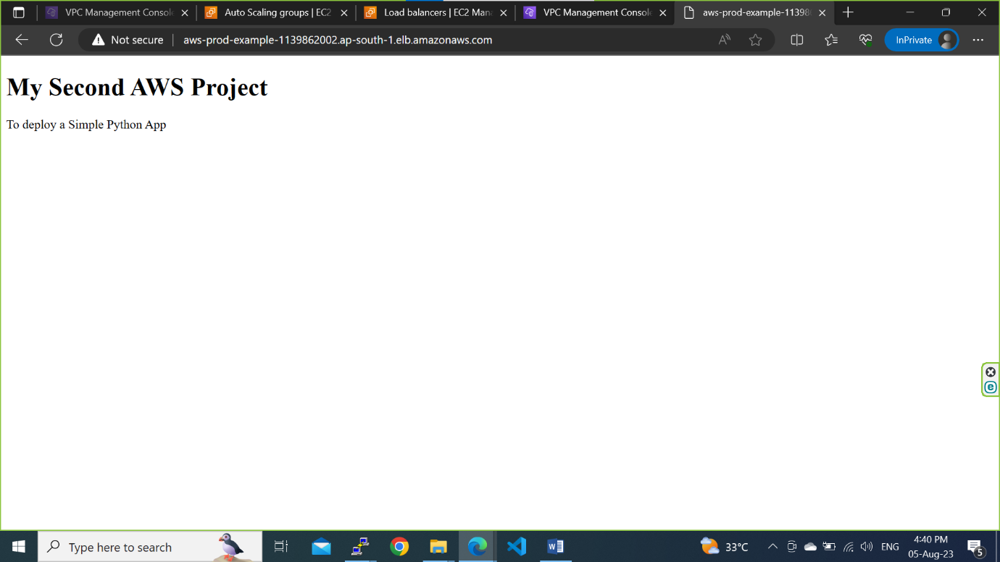 VPC Management Consol
Auto Scaling groups | EC2
Load balancers | EC2 Man
VPC Management Consol
aws-prod-example-11398
Not secure
aws-prod-example-1139862002.ap-south-1.elb.amazonaws.com
InPrivate
My Second AWS Project
To deploy a Simple Python App
Type here to search
33°C
ENG
4:40 PM
05-Aug-23
5